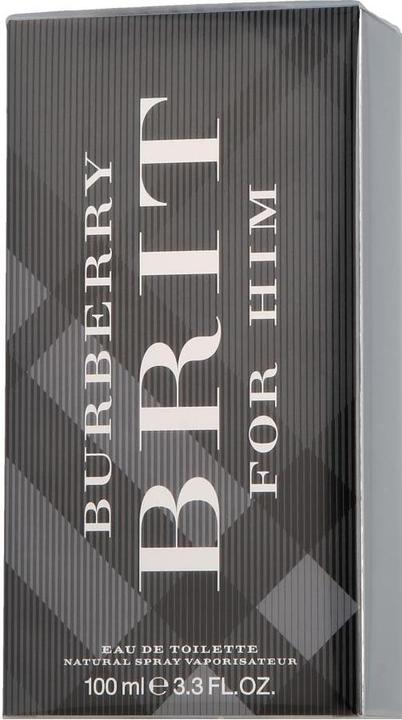 BURBERRY
BRIT
FOR HIM
EAU DE TOILETTE
NATURAL SPRAY VAPORISATEUR
100 ml ℮ 3.3 FL.OZ.